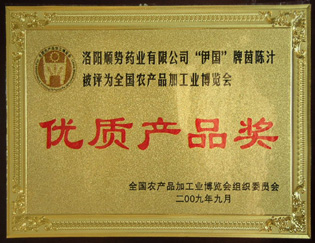 洛阳顺势药业有限公司“伊国”牌茵陈汁
被评为全国农产品加工业博览会
优质产品奖
全国农产品加工业博览会组织委员会
二00九年九月